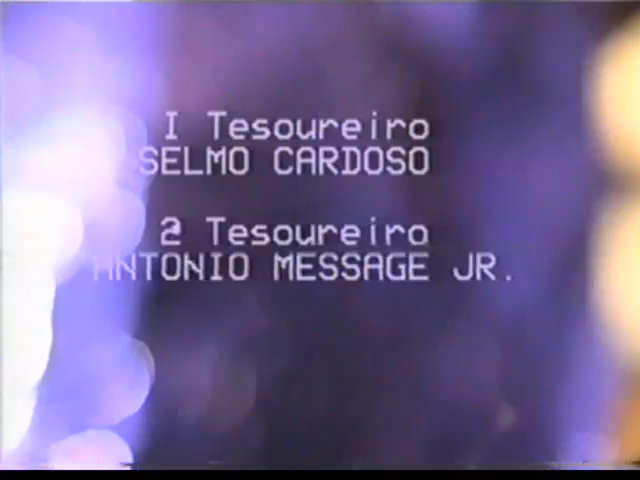 I Tesoureiro
SELMO CARDOSO
2 Tesoureiro
ANTONIO MESSAGE JR.